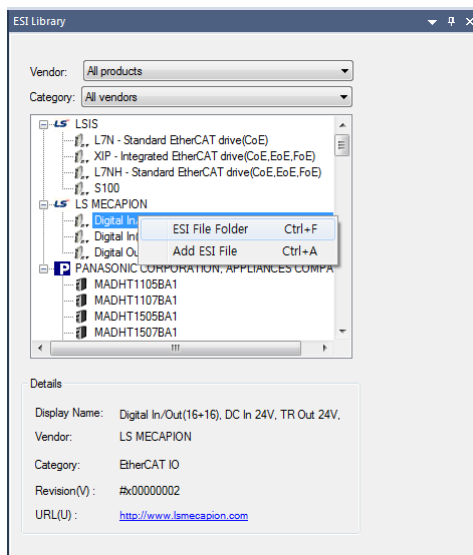 ESI Library
Vendor: All products
Category: All vendors
LS LSIS
L7N - Standard EtherCAT drive(CoE)
XIP - Integrated EtherCAT drive(CoE,EoE,FoE)
L7NH - Standard EtherCAT drive(CoE,EoE,FoE)
S100
LS LS MECAPION
Digital In
ESI File Folder Ctrl+F
Digital In(
Add ESI File Ctrl+A
Digital Ou
P PANASONIC CORPORATION, APPLIANCES COMPA
MADHT1105BA1
MADHT1107BA1
MADHT1505BA1
MADHT1507BA1
Details
Display Name: Digital In/Out(16+16), DC In 24V, TR Out 24V,
Vendor: LS MECAPION
Category: EtherCAT IO
Revision(V) : #x00000002
URL(U) : http://www.lsmecapion.com